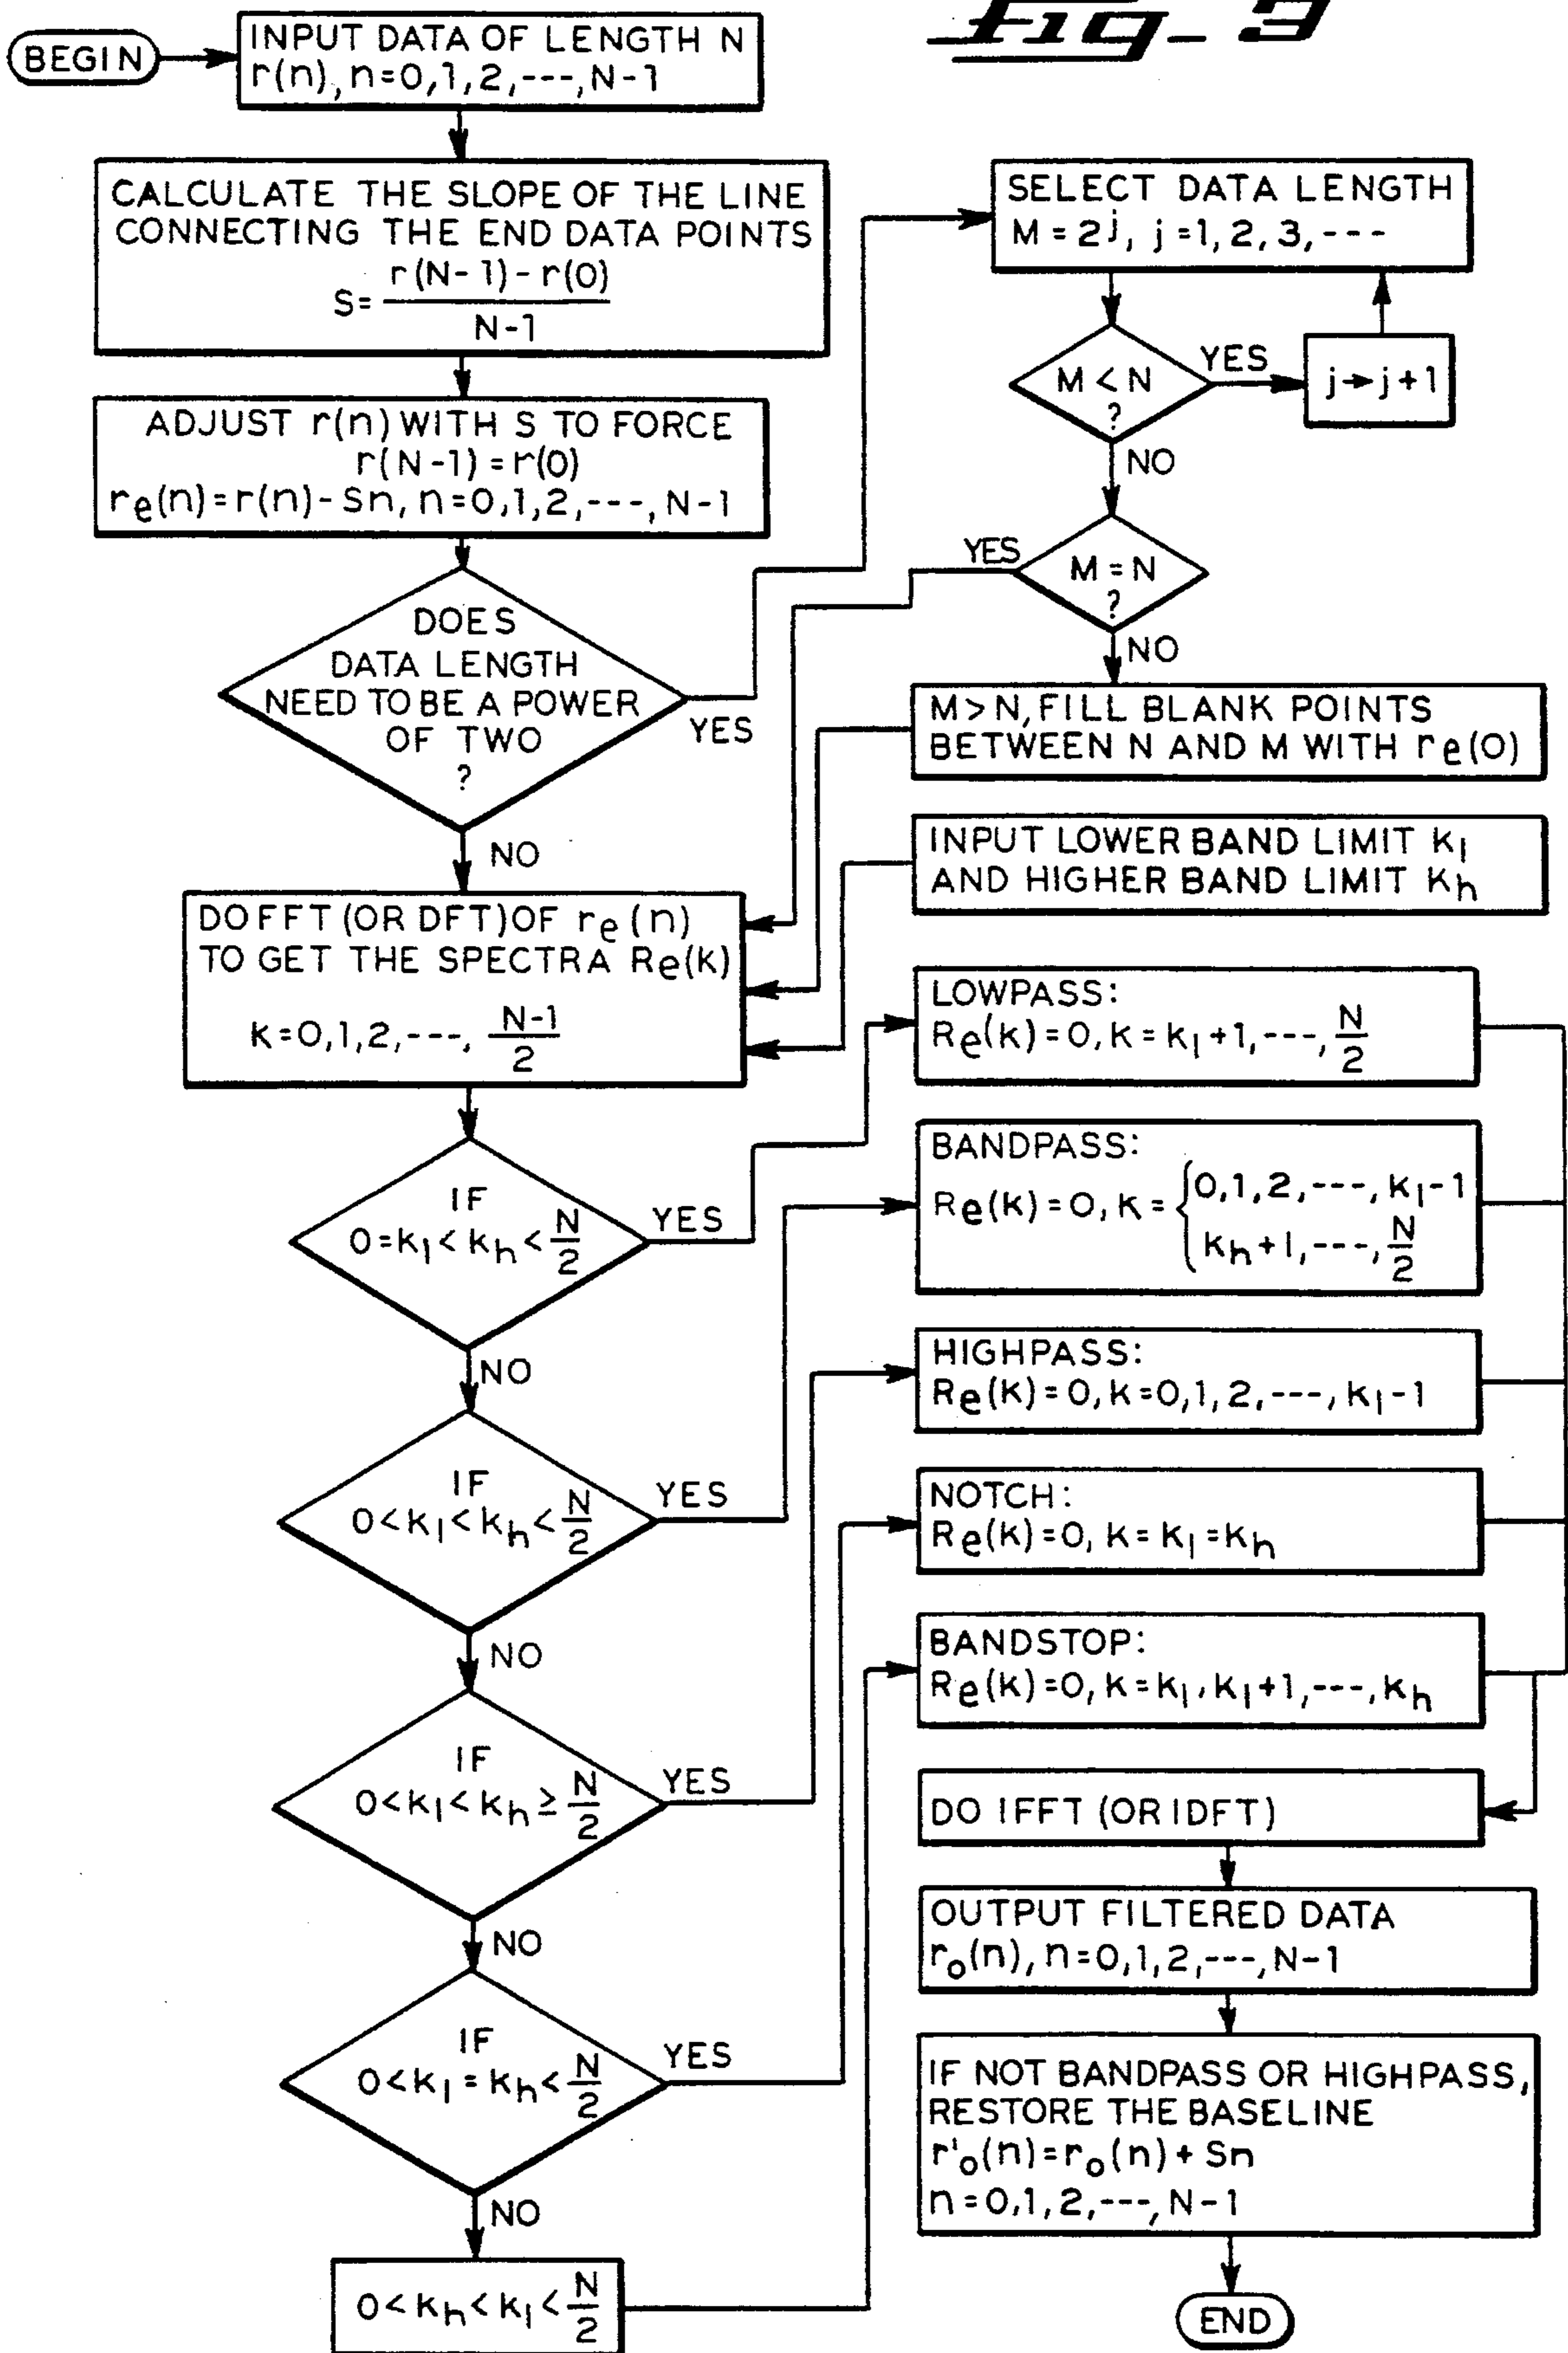 Fig. 3
BEGIN
INPUT DATA OF LENGTH N
r(n), n=0,1,2,---,N-1
CALCULATE THE SLOPE OF THE LINE
CONNECTING THE END DATA POINTS
S= r(N-1)-r(0)
N-1
ADJUST r(n) WITH S TO FORCE
r(N-1)=r(0)
re(n)=r(n)-Sn, n=0,1,2,---,N-1
DOES
DATA LENGTH
NEED TO BE A POWER
OF TWO
?
YES
NO
SELECT DATA LENGTH
M=2^j, j=1,2,3,---
M<N
?
YES
j→j+1
NO
M=N
?
YES
NO
M>N, FILL BLANK POINTS
BETWEEN N AND M WITH re(0)
INPUT LOWER BAND LIMIT kl
AND HIGHER BAND LIMIT kh
DO FFT (OR DFT) OF re(n)
TO GET THE SPECTRA Re(k)
k=0,1,2,---, N-1
2
IF
0=kl<kh<N/2
YES
NO
IF
0<kl<kh<N/2
YES
NO
IF
0<kl<kh≥N/2
YES
NO
IF
0<kl=kh<N/2
YES
NO
0<kh<kl<N/2
LOWPASS:
Re(k)=0, k=kl+1,---,N/2
BANDPASS:
Re(k)=0, k={0,1,2,---,kl-1
kh+1,---,N/2
HIGHPASS:
Re(k)=0, k=0,1,2,---,kl-1
NOTCH:
Re(k)=0, k=kl=kh
BANDSTOP:
Re(k)=0, k=kl,kl+1,---,kh
DO IFFT (OR IDFT)
OUTPUT FILTERED DATA
ro(n), n=0,1,2,---,N-1
IF NOT BANDPASS OR HIGHPASS,
RESTORE THE BASELINE
r'o(n)=ro(n)+Sn
n=0,1,2,---,N-1
END